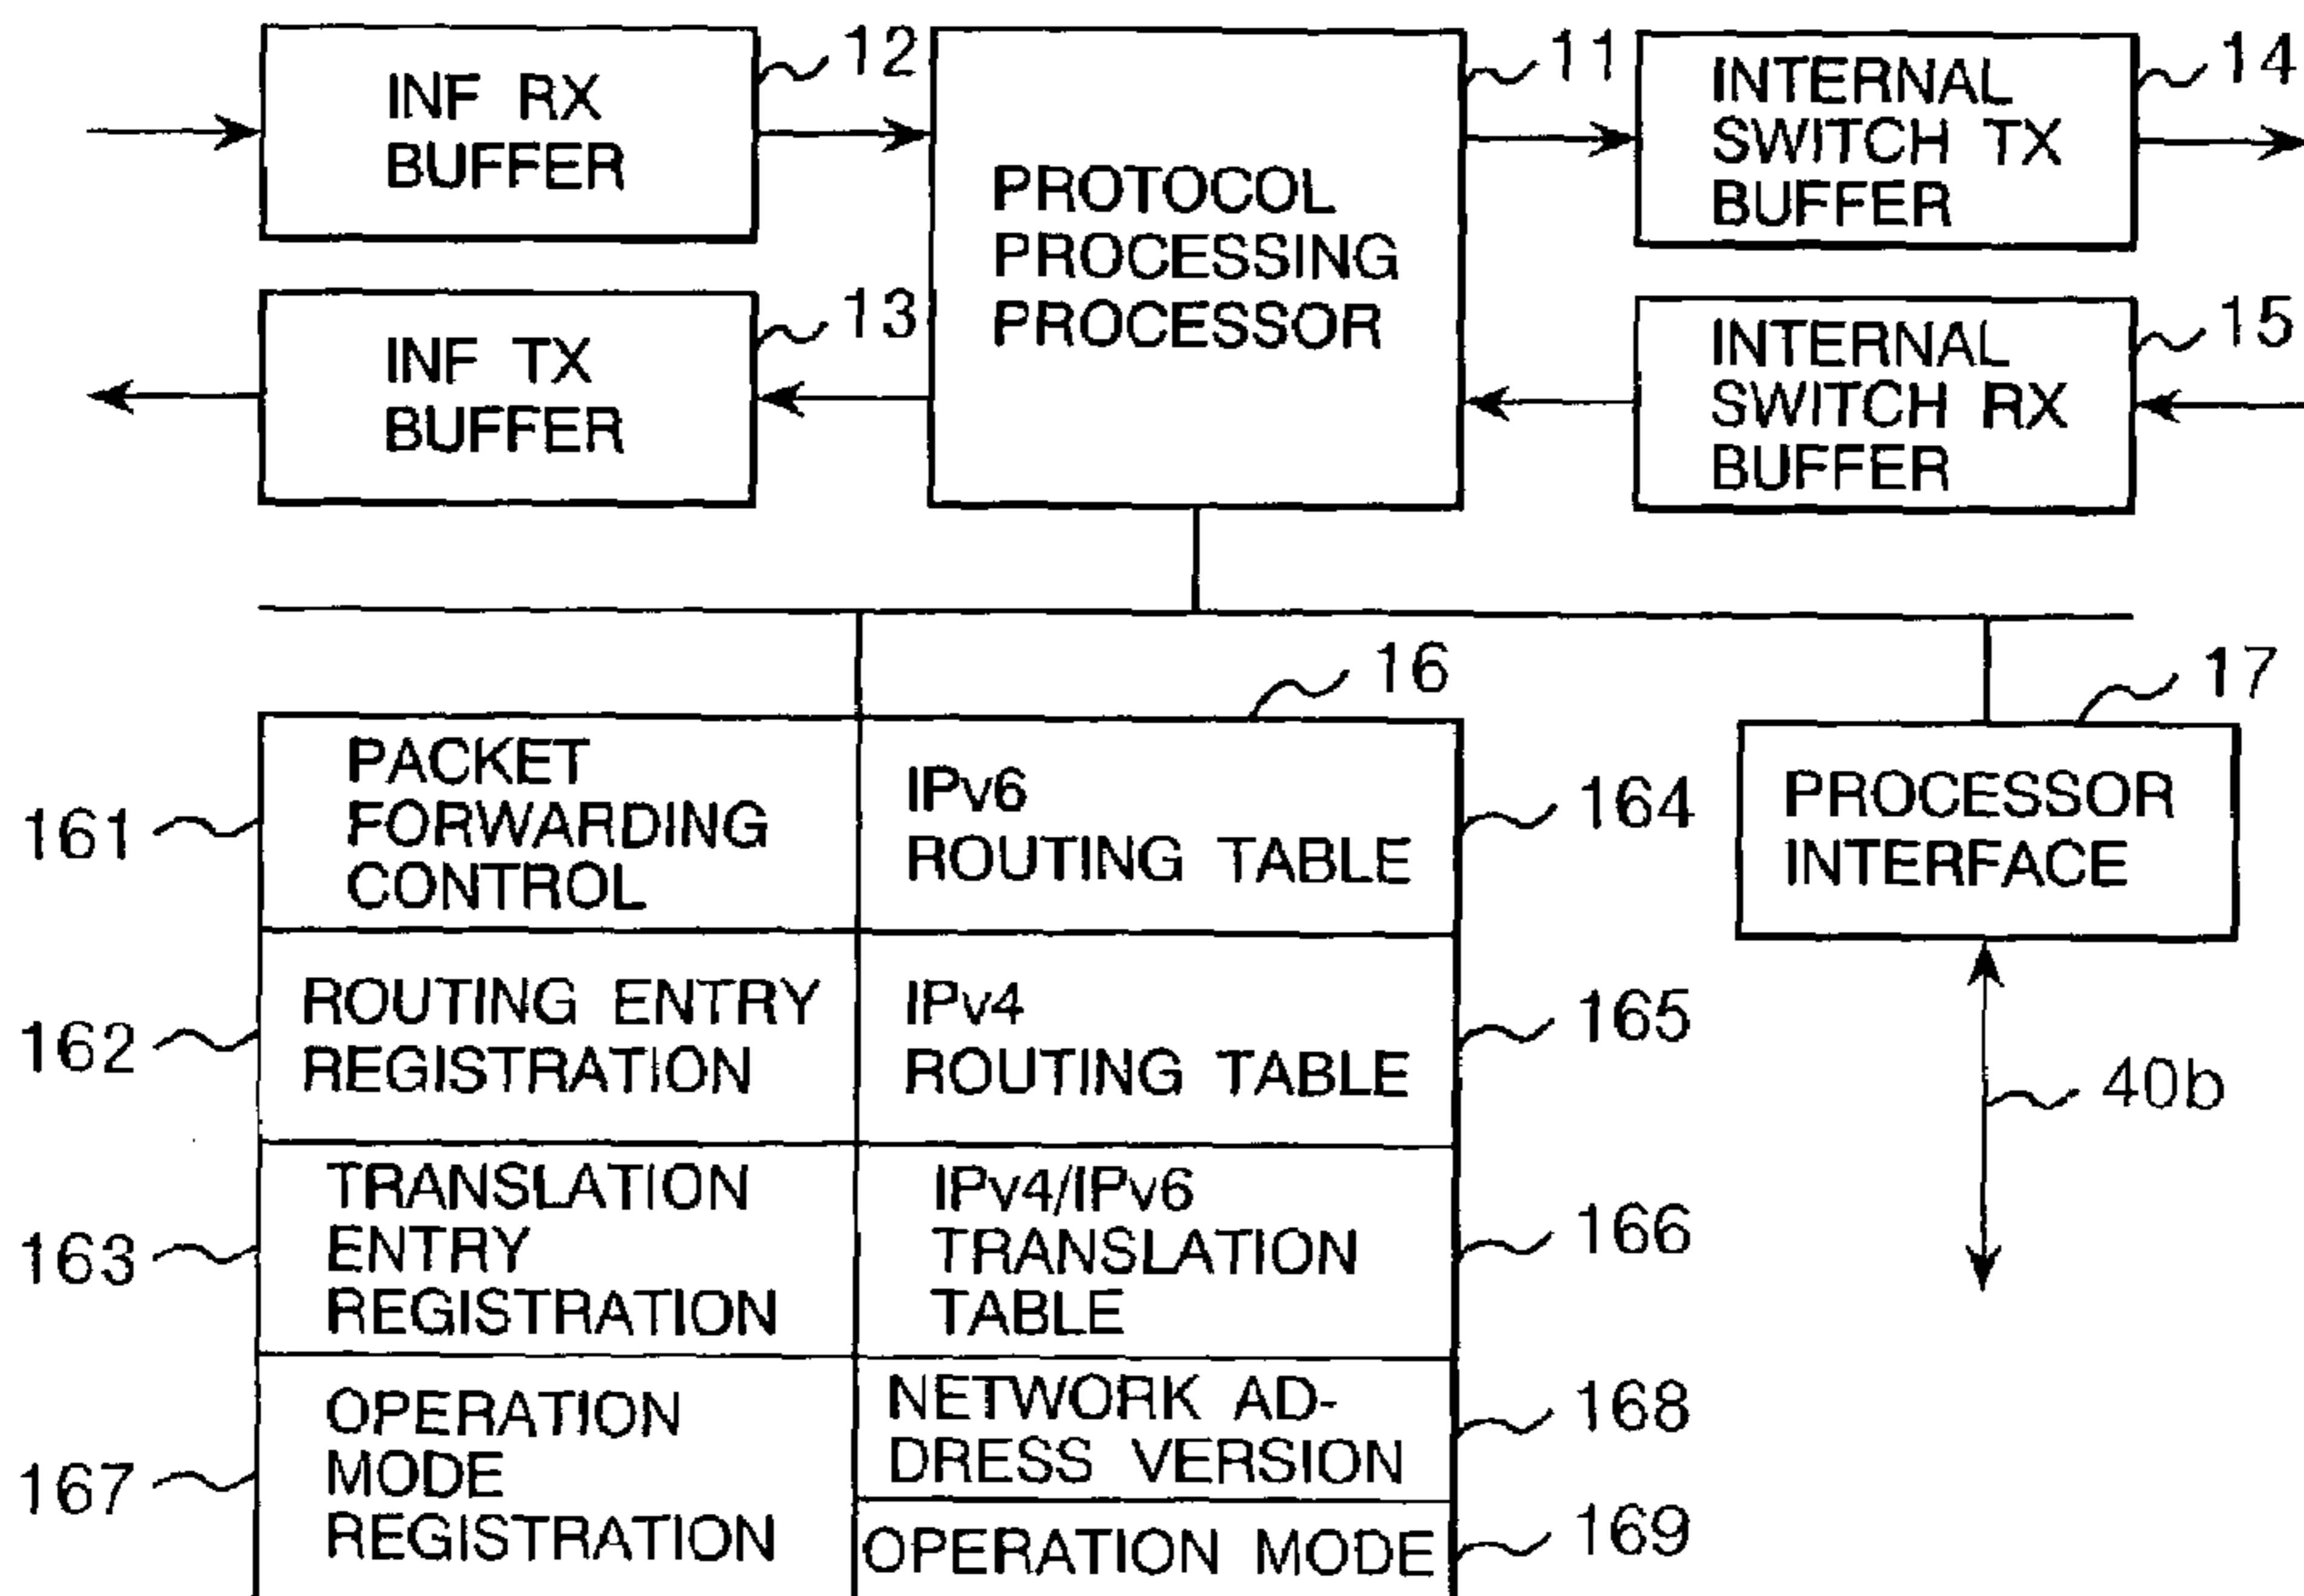 INF RX
BUFFER
12
PROTOCOL
PROCESSING
PROCESSOR
11
INTERNAL
SWITCH TX
BUFFER
14
INF TX
BUFFER
13
INTERNAL
SWITCH RX
BUFFER
15
16
17
161
PACKET
FORWARDING
CONTROL
IPv6
ROUTING TABLE
164
PROCESSOR
INTERFACE
162
ROUTING ENTRY
REGISTRATION
IPv4
ROUTING TABLE
165
40b
163
TRANSLATION
ENTRY
REGISTRATION
IPv4/IPv6
TRANSLATION
TABLE
166
167
OPERATION
MODE
REGISTRATION
NETWORK AD-
DRESS VERSION
168
OPERATION MODE
169